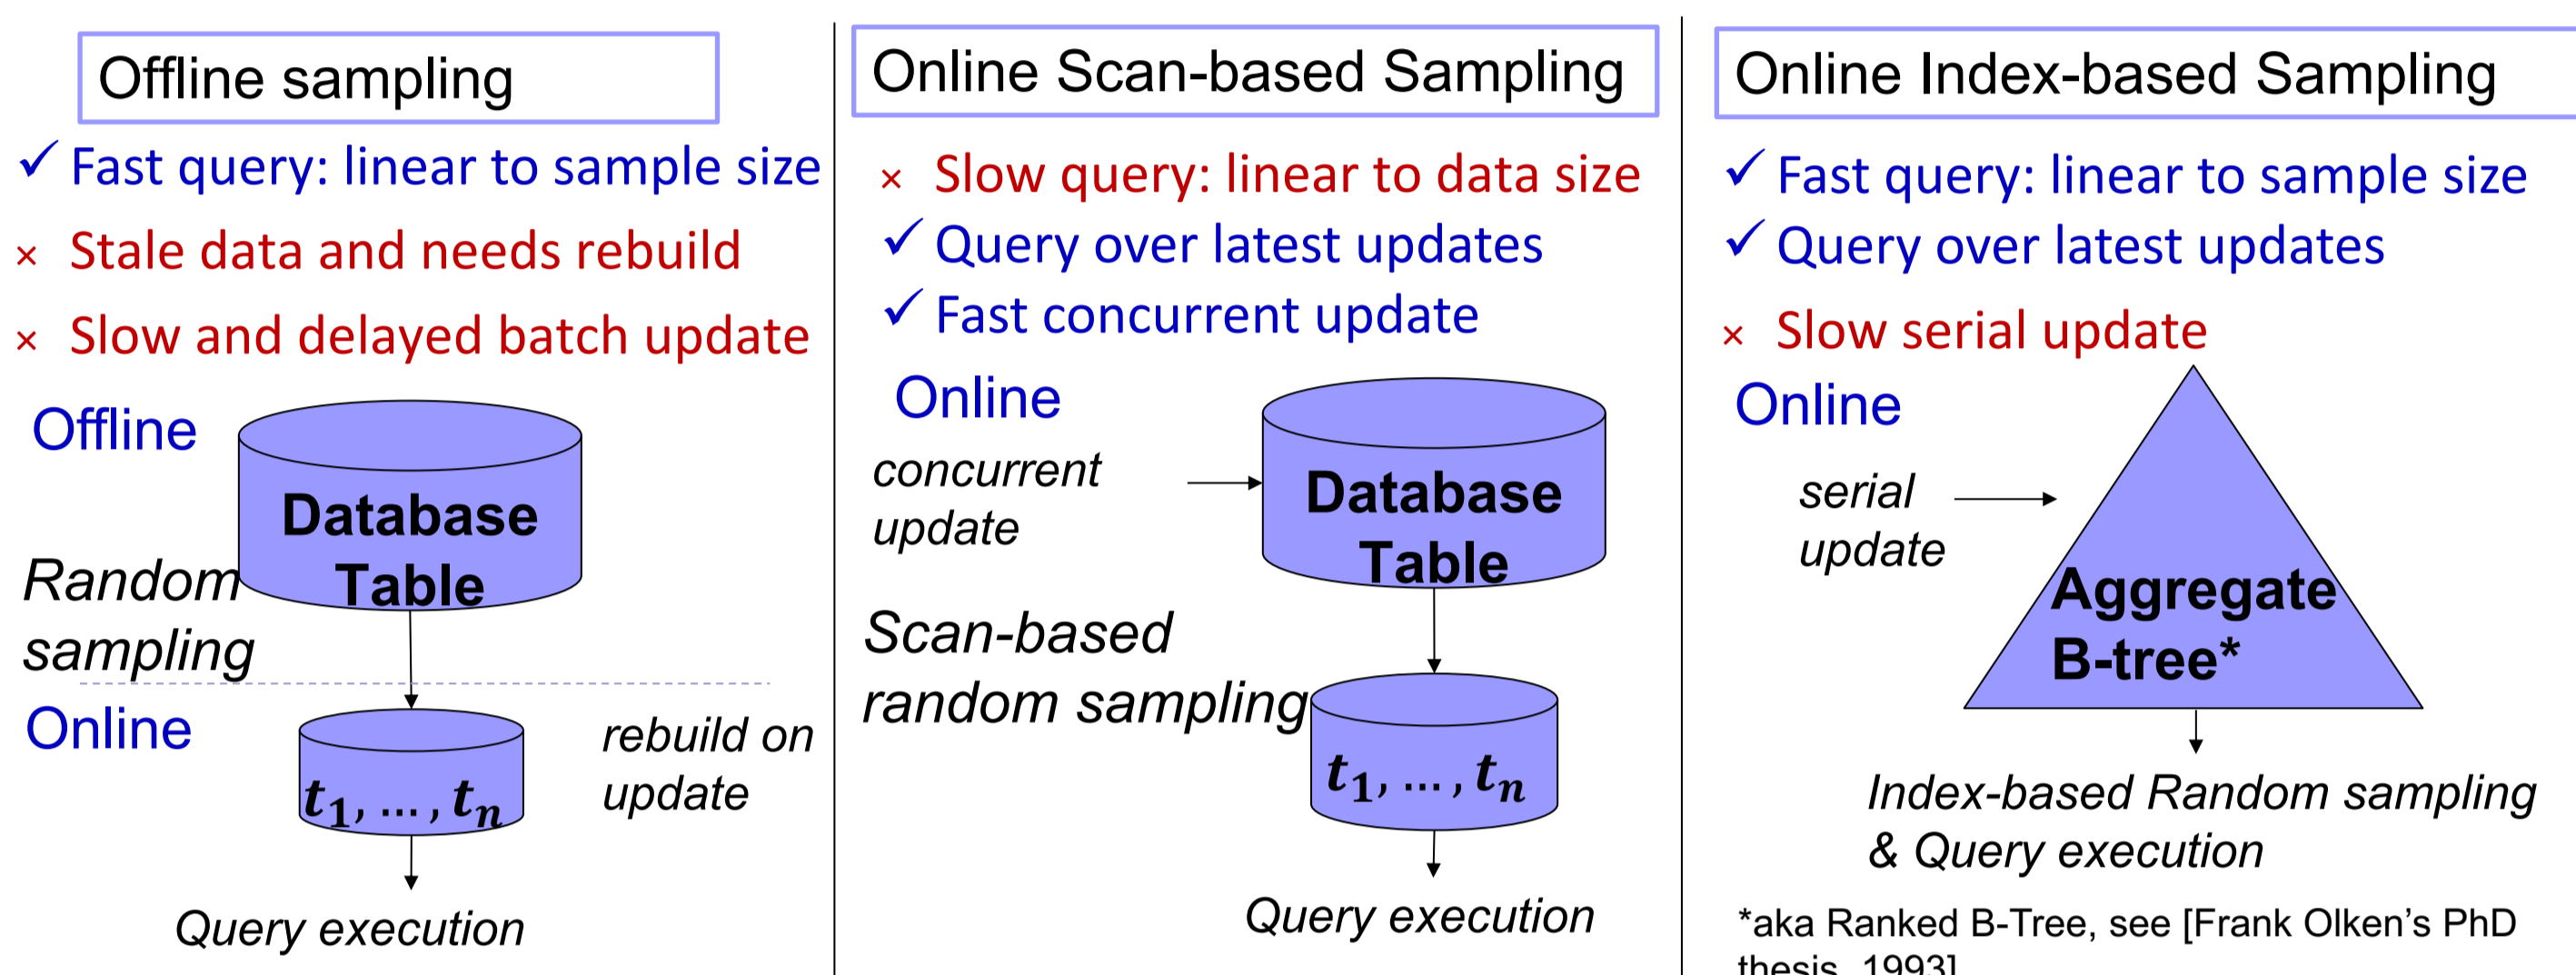 Offline sampling
✓ Fast query: linear to sample size
× Stale data and needs rebuild
× Slow and delayed batch update
Offline
Database
Table
Random
sampling
Online
rebuild on
update
t₁, … , tₙ
Query execution
Online Scan-based Sampling
× Slow query: linear to data size
✓ Query over latest updates
✓ Fast concurrent update
Online
concurrent
update
Database
Table
Scan-based
random sampling
t₁, … , tₙ
Query execution
Online Index-based Sampling
✓ Fast query: linear to sample size
✓ Query over latest updates
× Slow serial update
Online
serial
update
Aggregate
B-tree*
Index-based Random sampling
& Query execution
*aka Ranked B-Tree, see [Frank Olken’s PhD
thesis, 1993]